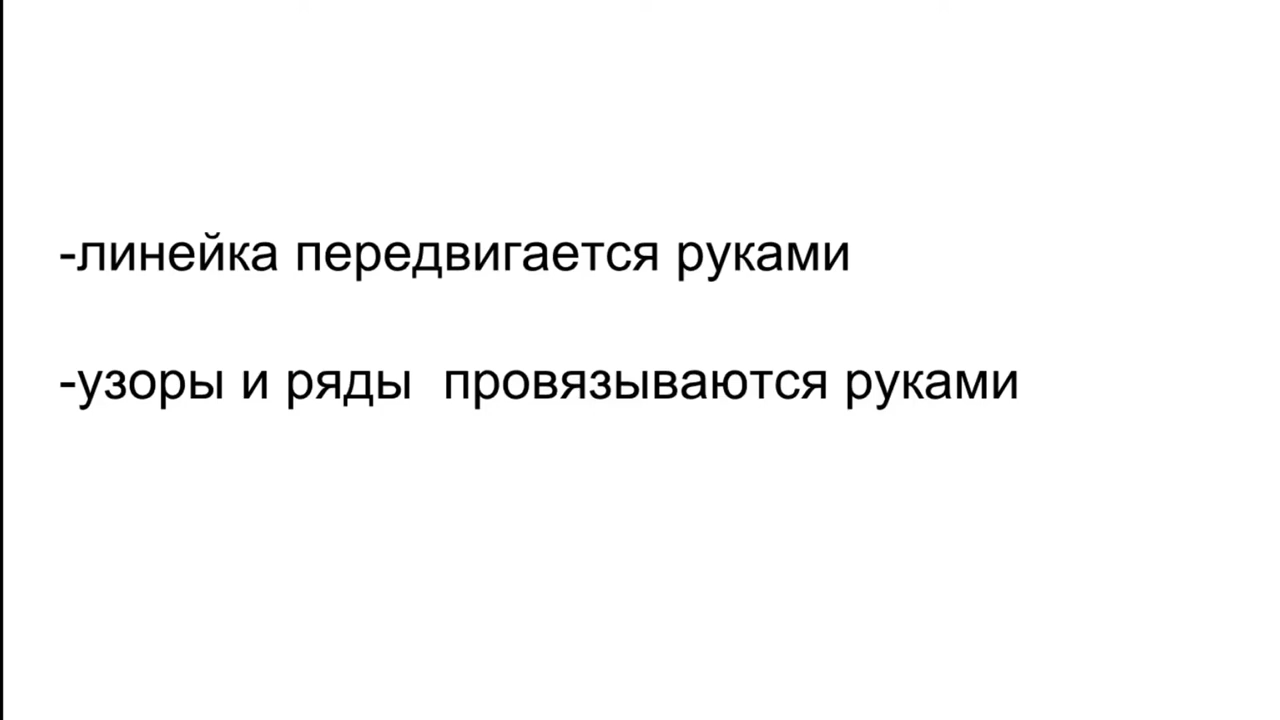 -линейка передвигается руками
-узоры и ряды  провязываются руками